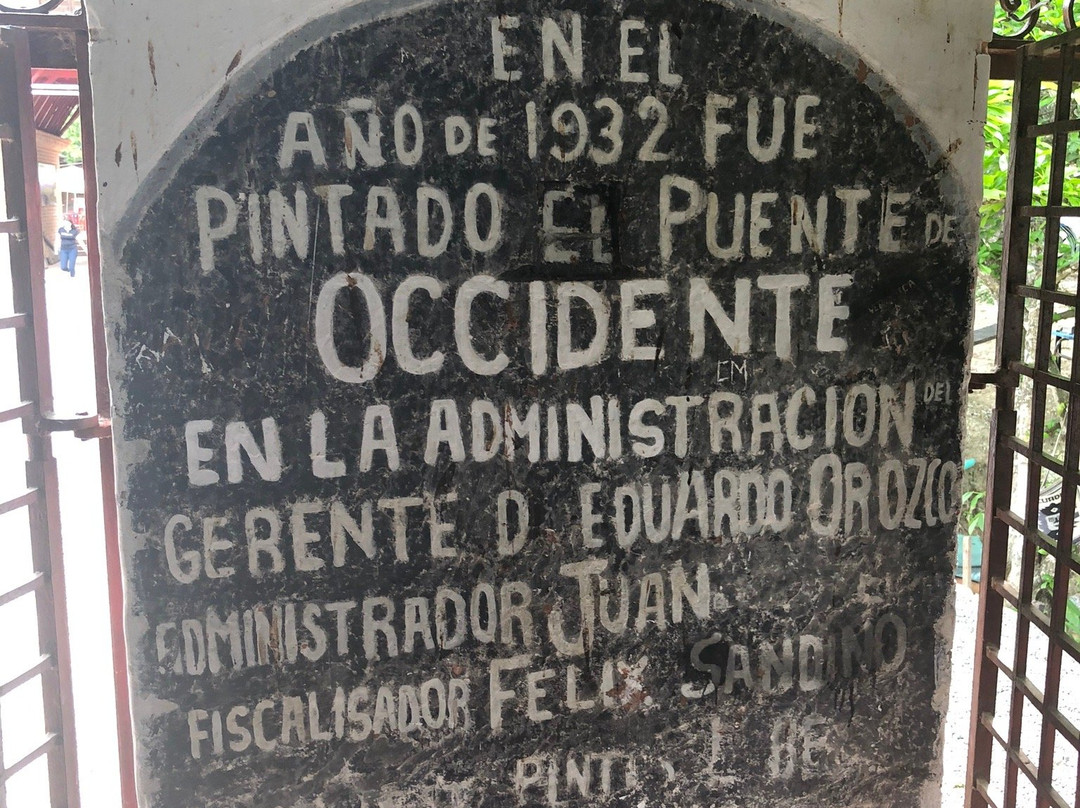 EN EL
AÑO DE 1932 FUE
PINTADO EL PUENTE DE
OCCIDENTE
EN LA ADMINISTRACION DEL
GERENTE D EDUARDO OROZCO
ADMINISTRADOR JUAN
FISCALISADOR FELIX SANDINO